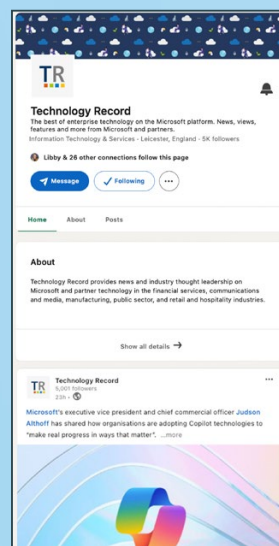 TR
Technology Record
The best of enterprise technology on the Microsoft platform. News, views,
features and more from Microsoft and partners.
Information Technology & Services · Leicester, England · 5K followers
Libby & 26 other connections follow this page
Message
Following
Home About Posts
About
Technology Record provides news and industry thought leadership on
Microsoft and partner technology in the financial services, communications
and media, manufacturing, public sector, and retail and hospitality industries.
Show all details →
TR
Technology Record
5,001 followers
23h ·
Microsoft's executive vice president and chief commercial officer Judson
Althoff has shared how organisations are adopting Copilot technologies to
"make real progress in ways that matter". ...more